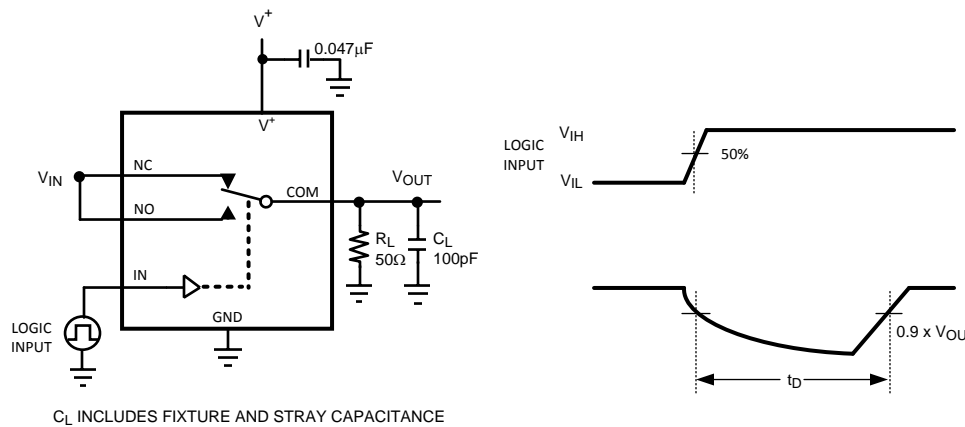 V+
0.047μF
V+
NC
VIN
NO
COM
VOUT
RL
50Ω
CL
100pF
IN
GND
LOGIC
INPUT
CL INCLUDES FIXTURE AND STRAY CAPACITANCE
LOGIC
INPUT
VIH
50%
VIL
0.9 x VOU
tD